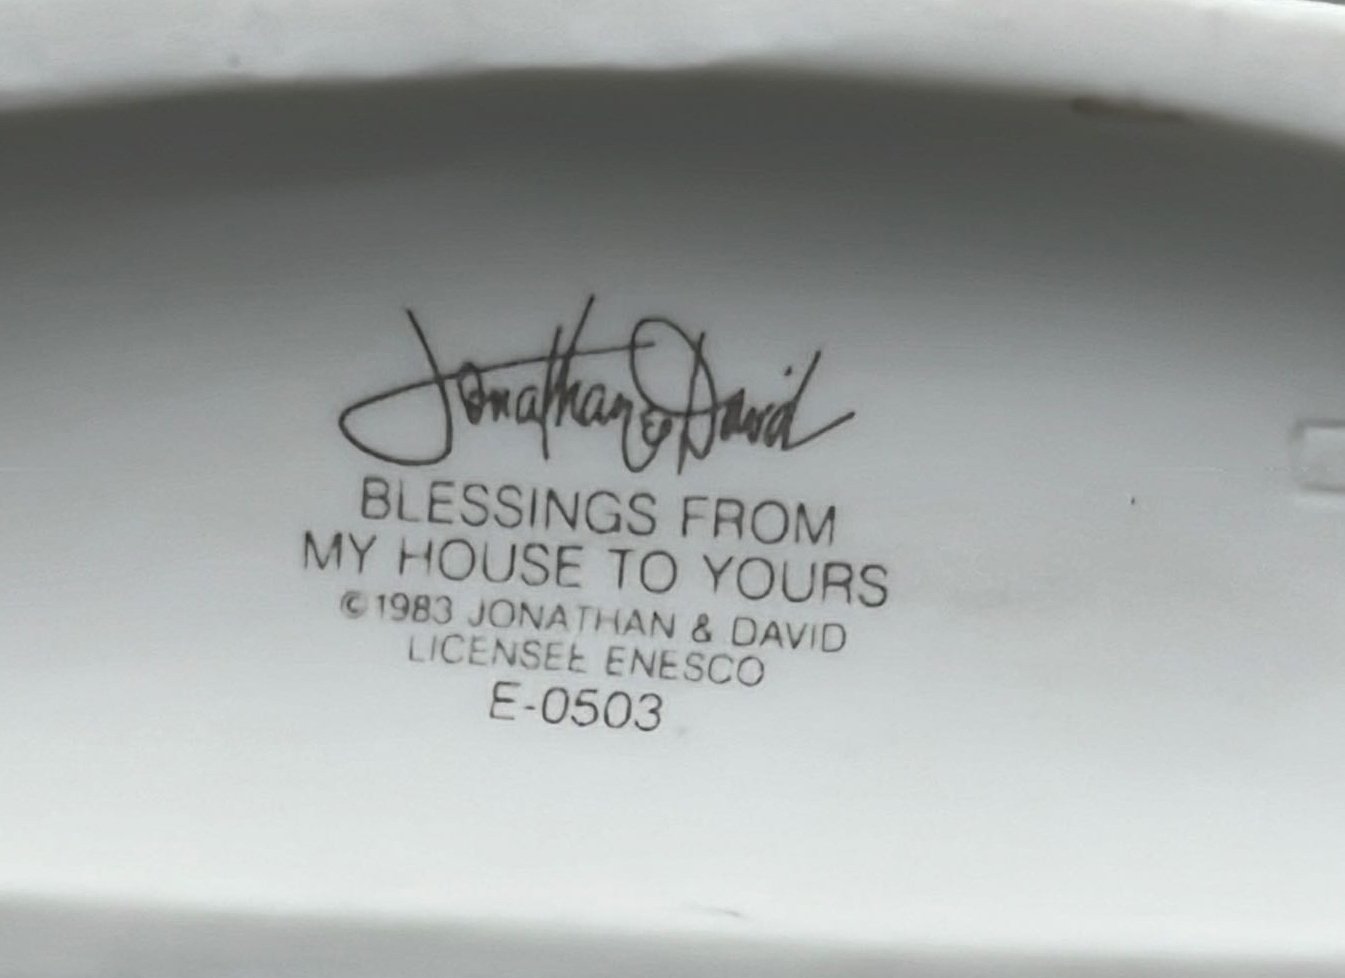 Jonathan & David
BLESSINGS FROM
MY HOUSE TO YOURS
© 1983 JONATHAN & DAVID
LICENSEE ENESCO
E-0503